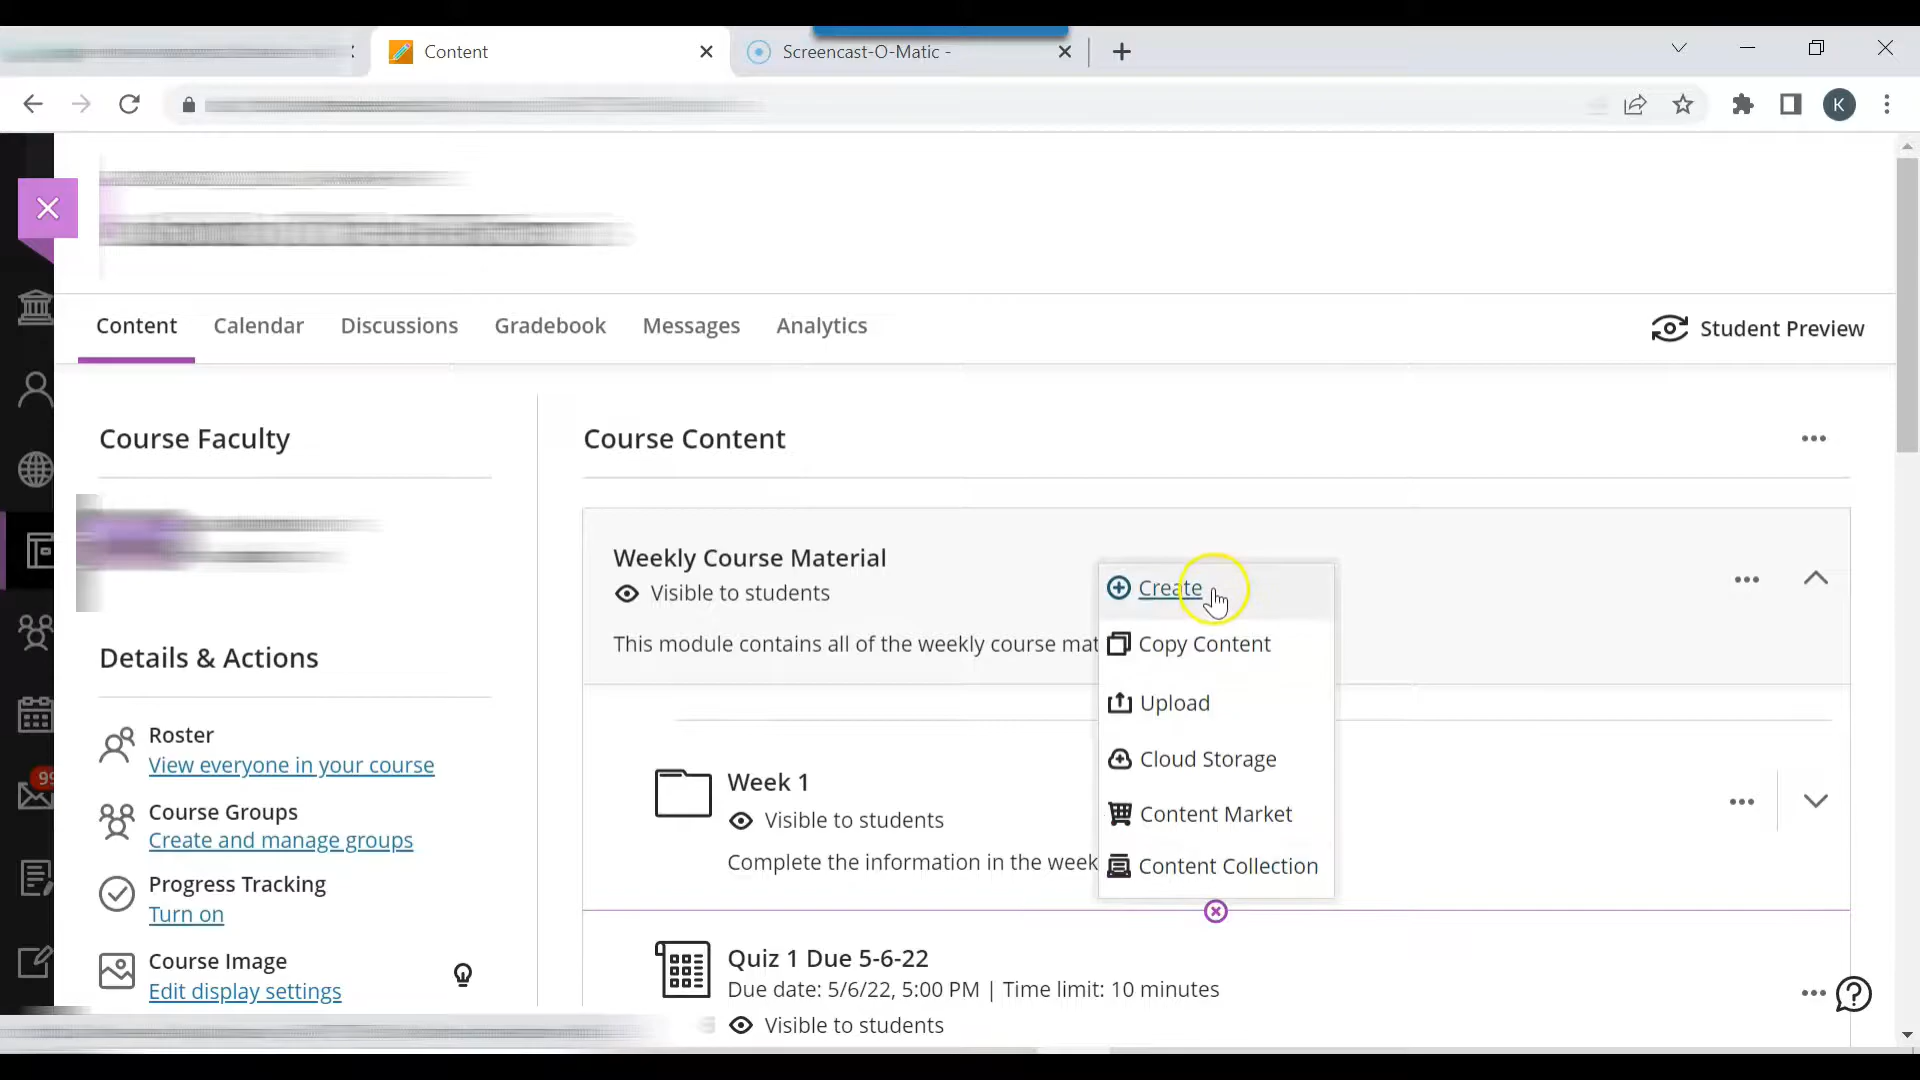 Content
Screencast-O-Matic -
K
Content Calendar Discussions Gradebook Messages Analytics
Student Preview
Course Faculty
Details & Actions
Roster
View everyone in your course
Course Groups
Create and manage groups
Progress Tracking
Turn on
Course Image
Edit display settings
Course Content
Weekly Course Material
Visible to students
This module contains all of the weekly course mat
Create
Copy Content
Upload
Cloud Storage
Content Market
Content Collection
Week 1
Visible to students
Complete the information in the week
Quiz 1 Due 5-6-22
Due date: 5/6/22, 5:00 PM | Time limit: 10 minutes
Visible to students